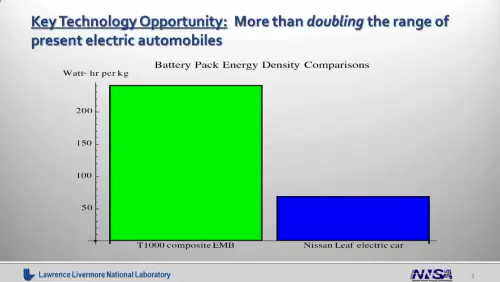 Key Technology Opportunity: More than doubling the range of
present electric automobiles
Battery Pack Energy Density Comparisons
Watt- hr per kg
200
150
100
50
T1000 composite EMB
Nissan Leaf electric car
Lawrence Livermore National Laboratory
NNSA